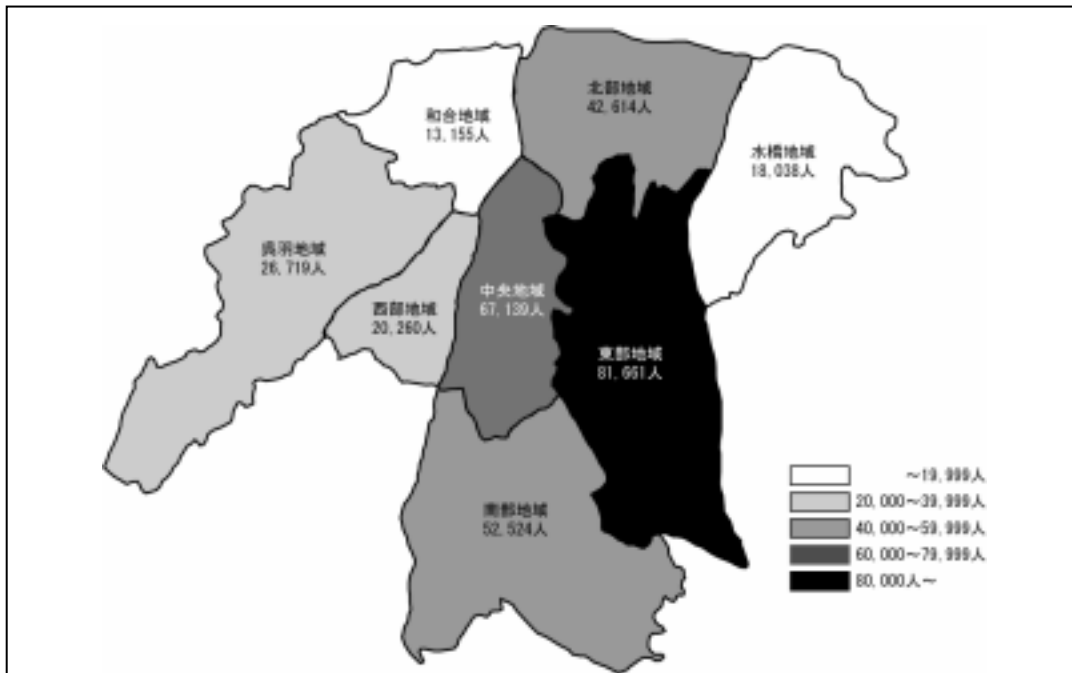 北部地域
42,614人
和合地域
13,155人
水橋地域
18,038人
呉羽地域
26,719人
中央地域
67,139人
西部地域
20,260人
東部地域
81,661人
南部地域
52,524人
～19,999人
20,000～39,999人
40,000～59,999人
60,000～79,999人
80,000人～